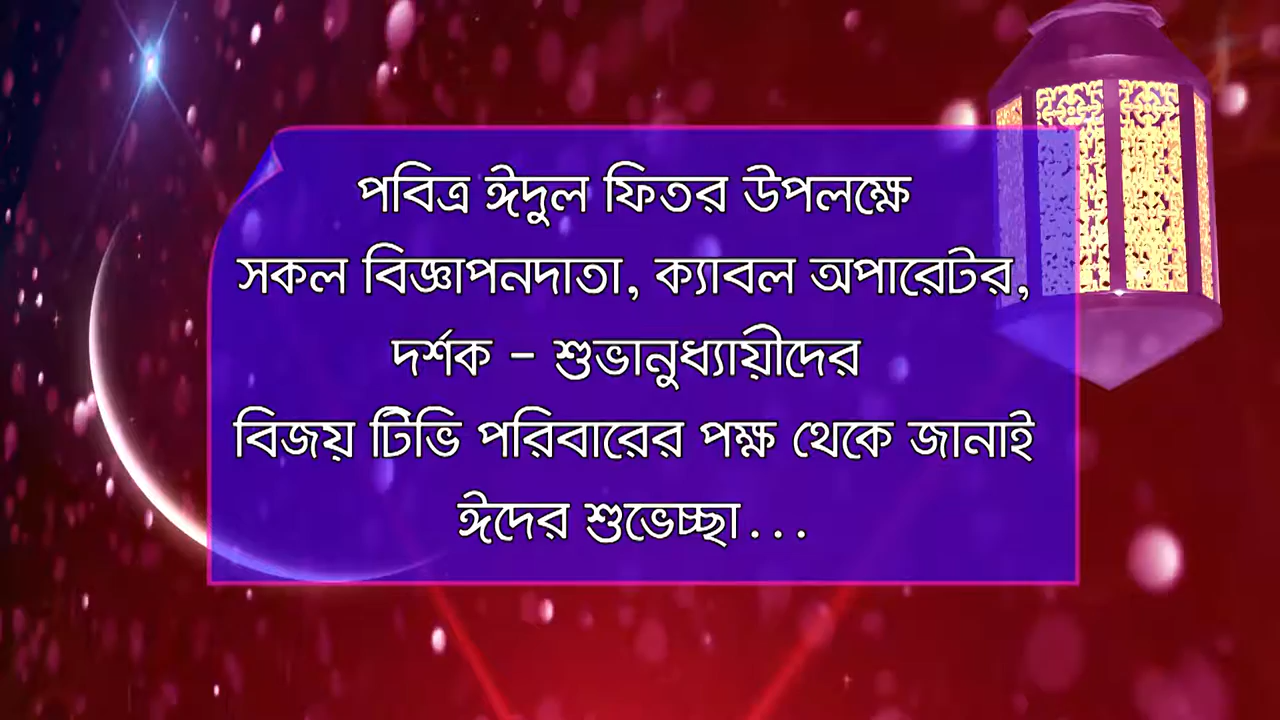 পবিত্র ঈদুল ফিতর উপলক্ষে
সকল বিজ্ঞাপনদাতা, ক্যাবল অপারেটর,
দর্শক - শুভানুধ্যায়ীদের
বিজয় টিভি পরিবারের পক্ষ থেকে জানাই
ঈদের শুভেচ্ছা...